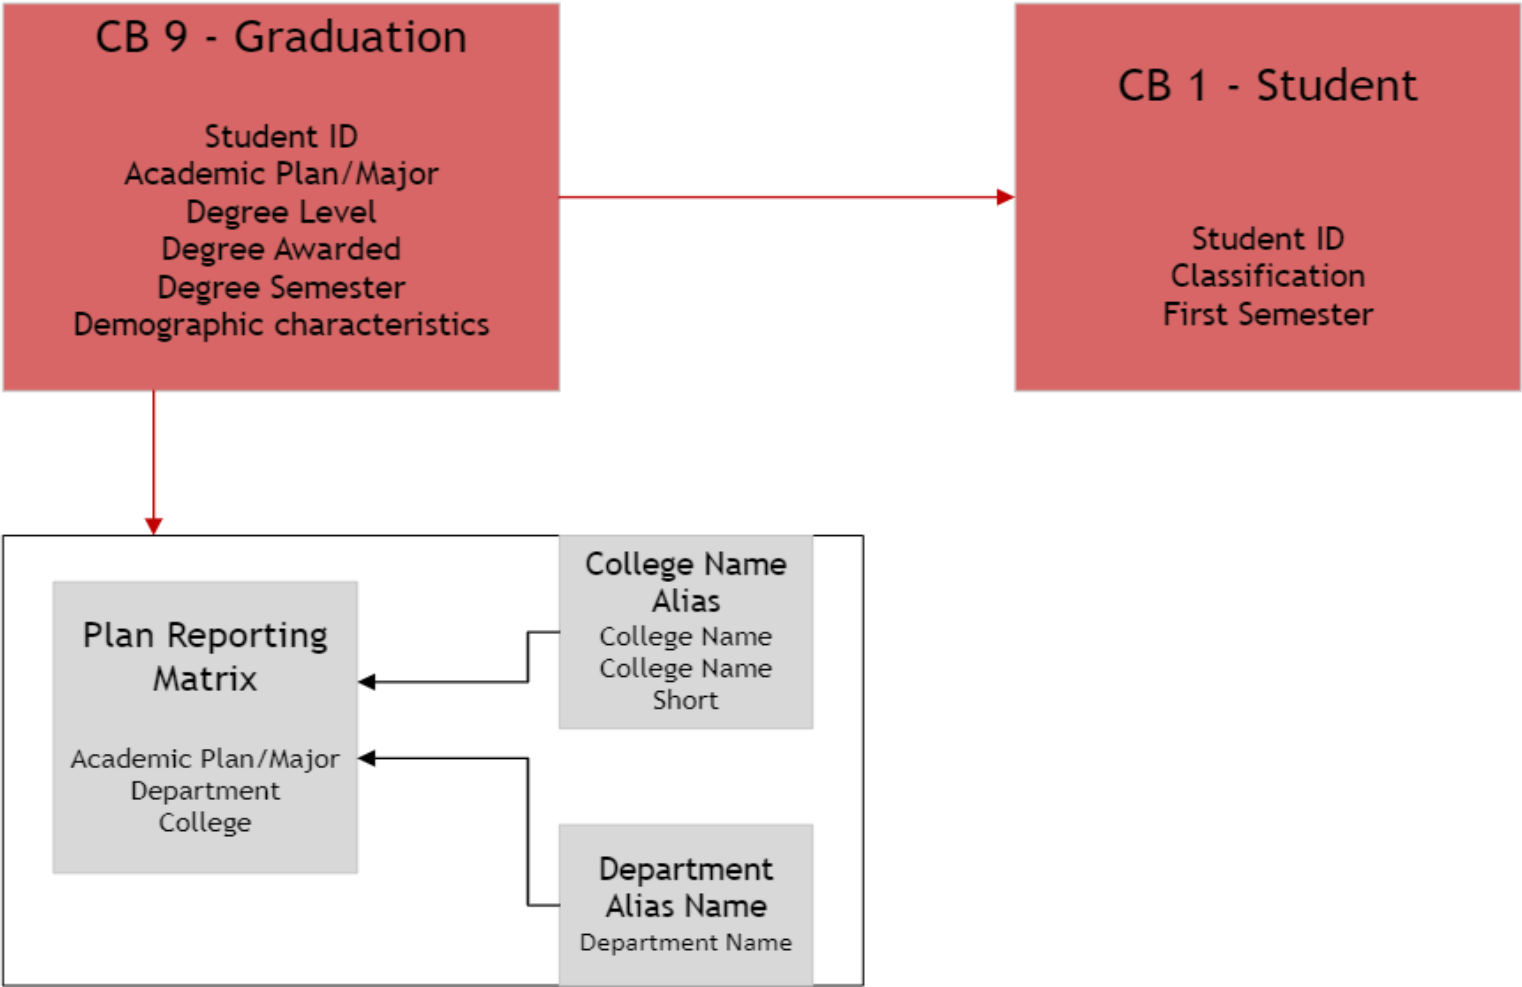 CB 9 - Graduation
Student ID
Academic Plan/Major
Degree Level
Degree Awarded
Degree Semester
Demographic characteristics
CB 1 - Student
Student ID
Classification
First Semester
Plan Reporting
Matrix
Academic Plan/Major
Department
College
College Name
Alias
College Name
College Name
Short
Department
Alias Name
Department Name